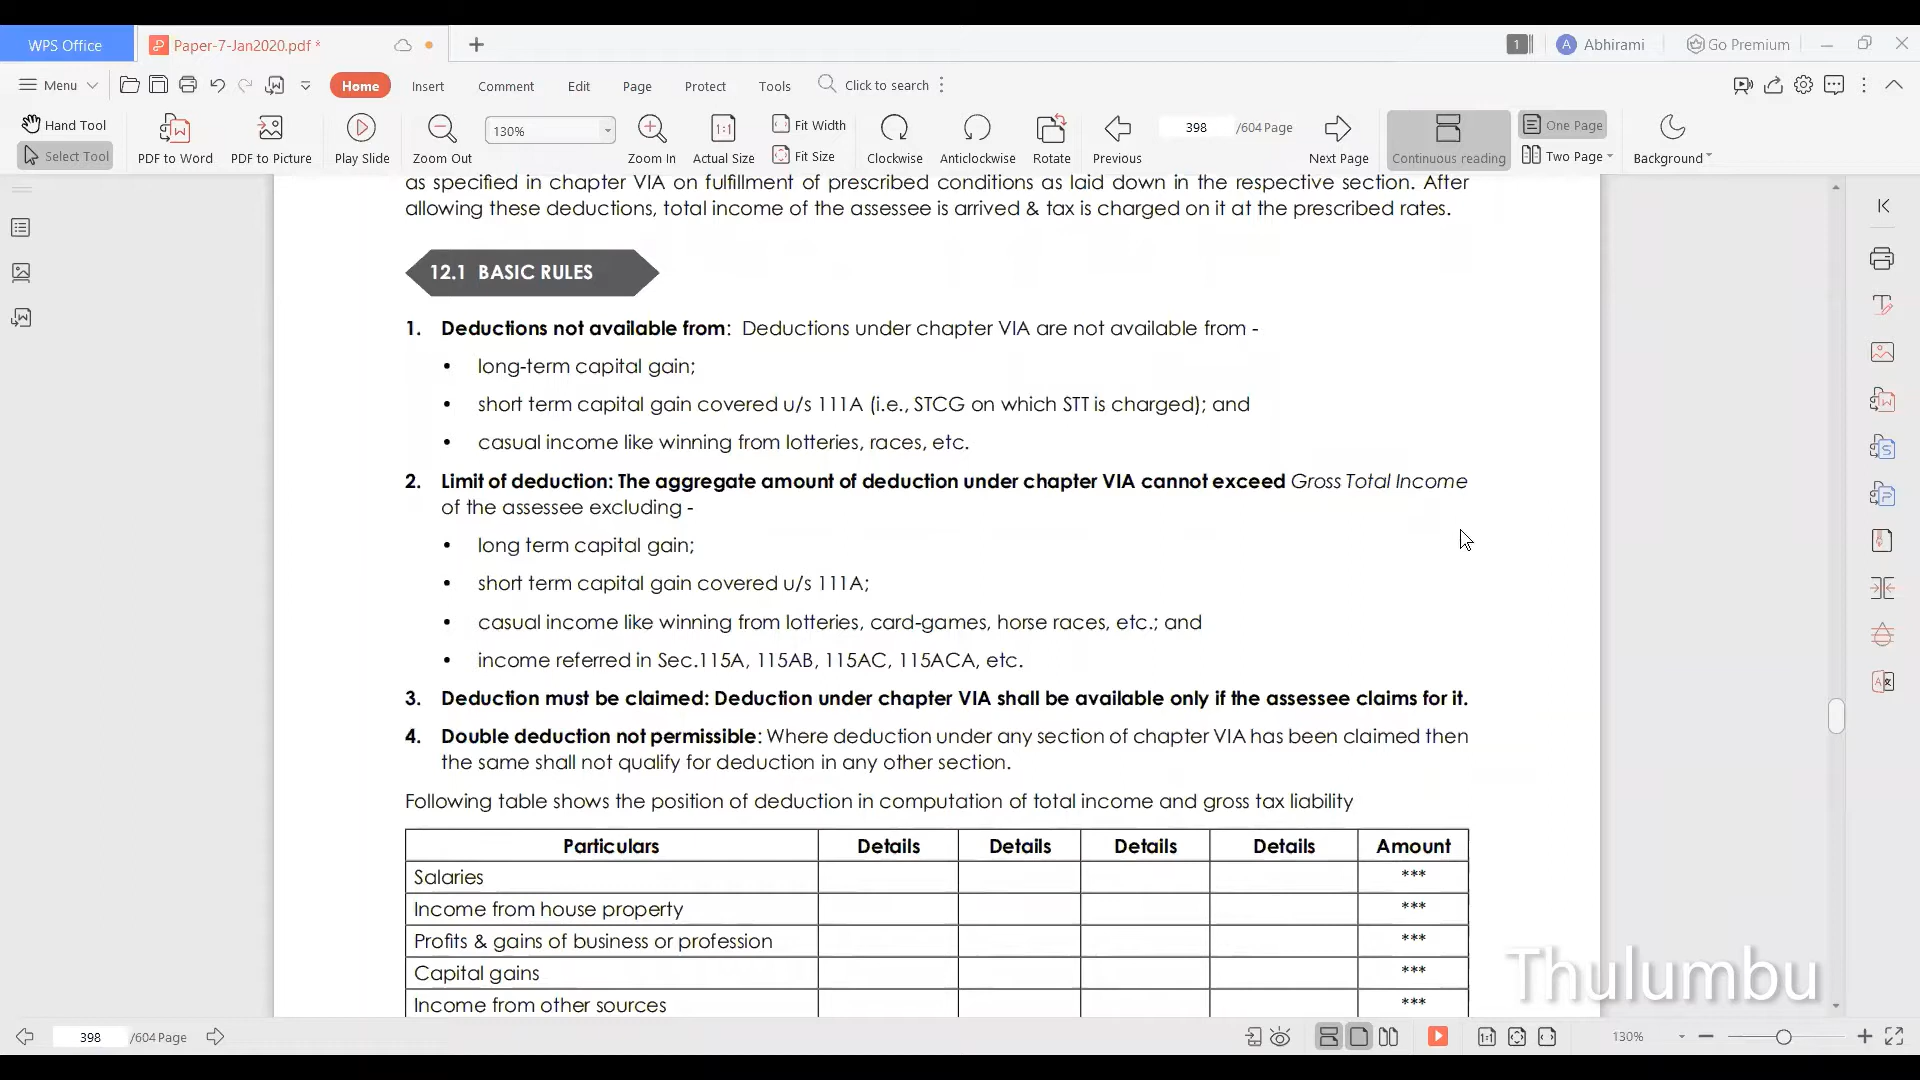 WPS Office
Paper-7-Jan2020.pdf *
1
A Abhirami
Go Premium
Menu
Home
Insert
Comment
Edit
Page
Protect
Tools
Click to search
Hand Tool
Select Tool
PDF to Word
PDF to Picture
Play Slide
Zoom Out
130%
Zoom In
1:1
Actual Size
Fit Width
Fit Size
Clockwise
Anticlockwise
Rotate
Previous
398 /604 Page
Next Page
Continuous reading
One Page
Two Page
Background
as specified in chapter VIA on fulfillment of prescribed conditions as laid down in the respective section. After
allowing these deductions, total income of the assessee is arrived & tax is charged on it at the prescribed rates.
12.1 BASIC RULES
1. Deductions not available from: Deductions under chapter VIA are not available from -
• long-term capital gain;
• short term capital gain covered u/s 111A (i.e., STCG on which STT is charged); and
• casual income like winning from lotteries, races, etc.
2. Limit of deduction: The aggregate amount of deduction under chapter VIA cannot exceed Gross Total Income
of the assessee excluding -
• long term capital gain;
• short term capital gain covered u/s 111A;
• casual income like winning from lotteries, card-games, horse races, etc.; and
• income referred in Sec.115A, 115AB, 115AC, 115ACA, etc.
3. Deduction must be claimed: Deduction under chapter VIA shall be available only if the assessee claims for it.
4. Double deduction not permissible: Where deduction under any section of chapter VIA has been claimed then
the same shall not qualify for deduction in any other section.
Following table shows the position of deduction in computation of total income and gross tax liability
Particulars Details Details Details Details Amount
Salaries ***
Income from house property ***
Profits & gains of business or profession ***
Capital gains ***
Income from other sources ***
Thulumbu
398 /604 Page
1:1
130%